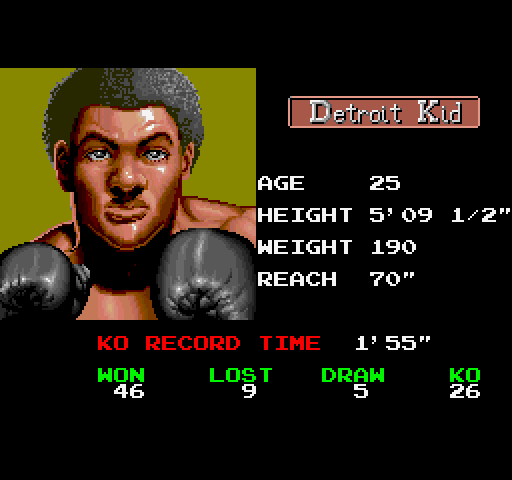 Detroit Kid
AGE 25
HEIGHT 5'09 1/2"
WEIGHT 190
REACH 70"
KO RECORD TIME 1'55"
WON LOST DRAW KO
46 9 5 26